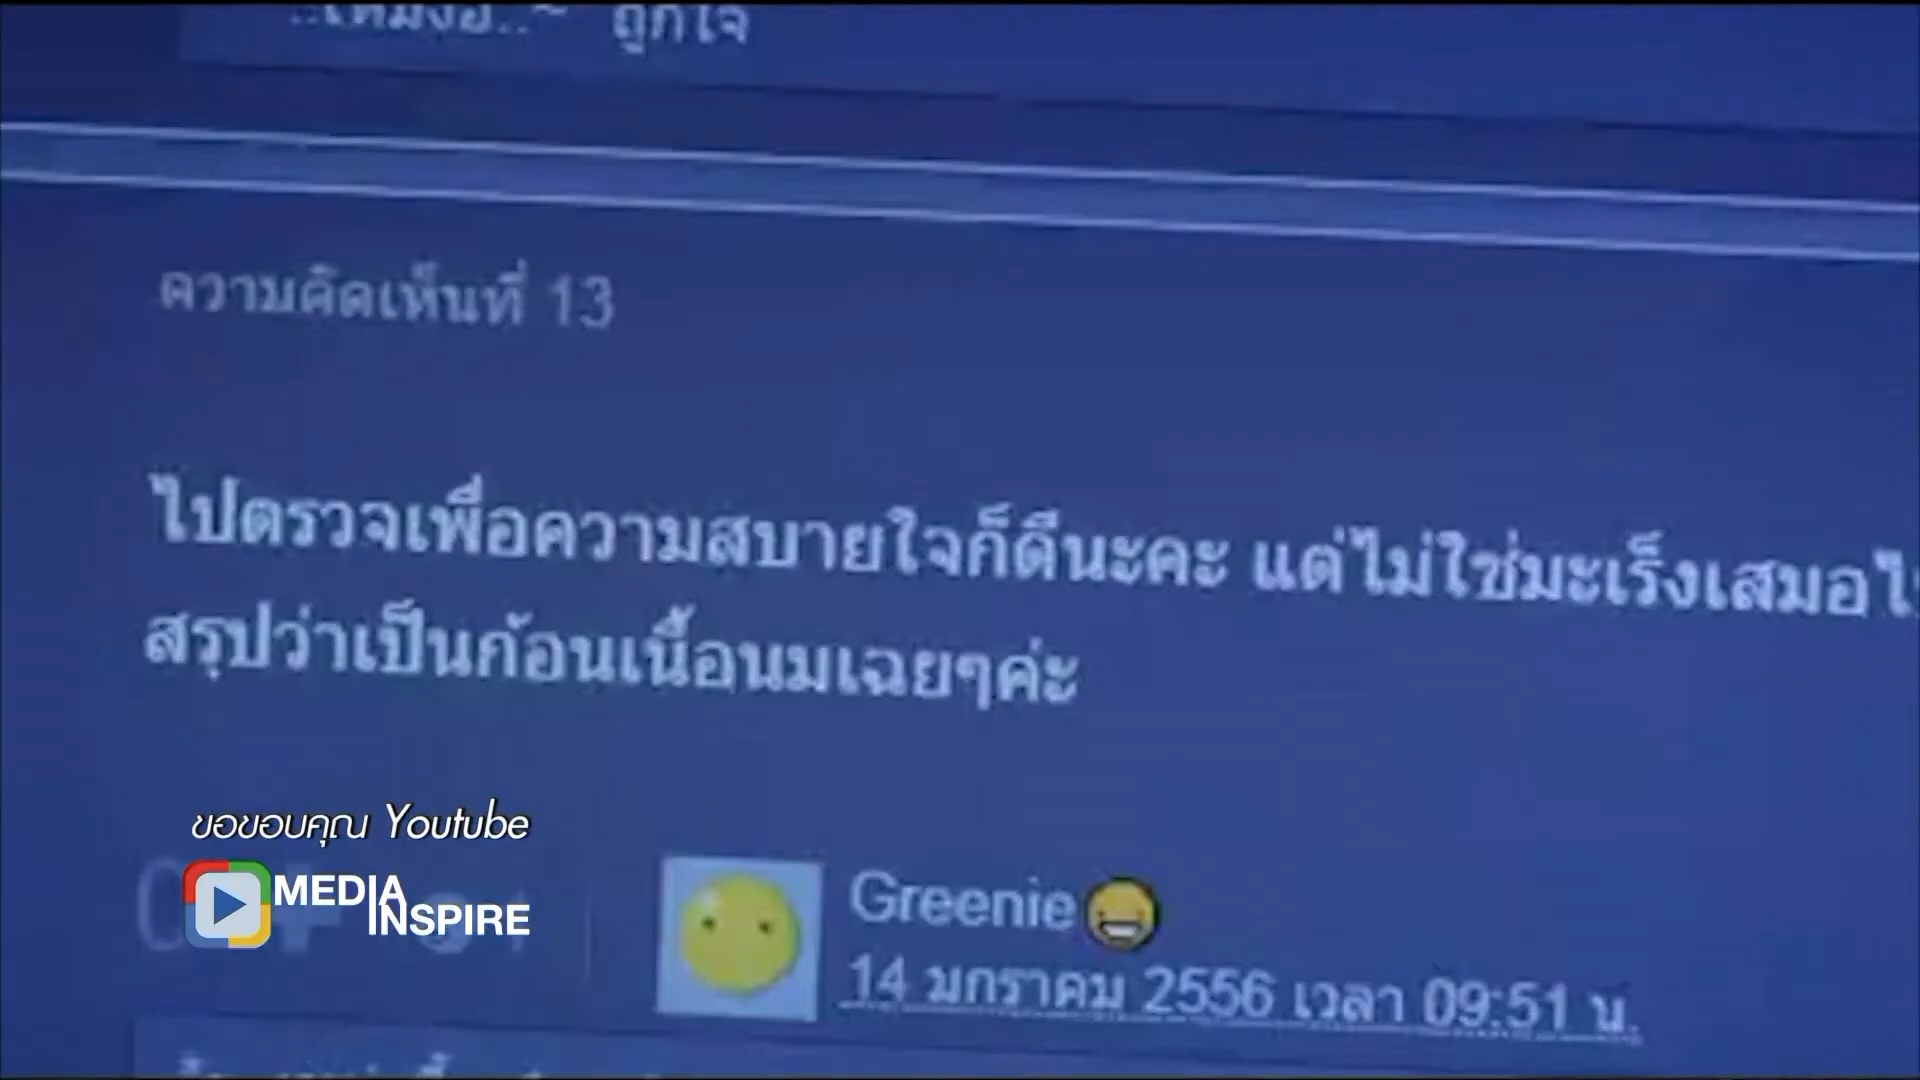 ถูกใจ
ความคิดเห็นที่ 13
ไปตรวจเพื่อความสบายใจก็ดีนะคะ แต่ไม่ใช่มะเร็งเสมอ
สรุปว่าเป็นก้อนเนื้อนมเฉยๆค่ะ
ขอขอบคุณ Youtube
MEDIA
INSPIRE
Greenie
14 มกราคม 2556 เวลา 09:51 น.